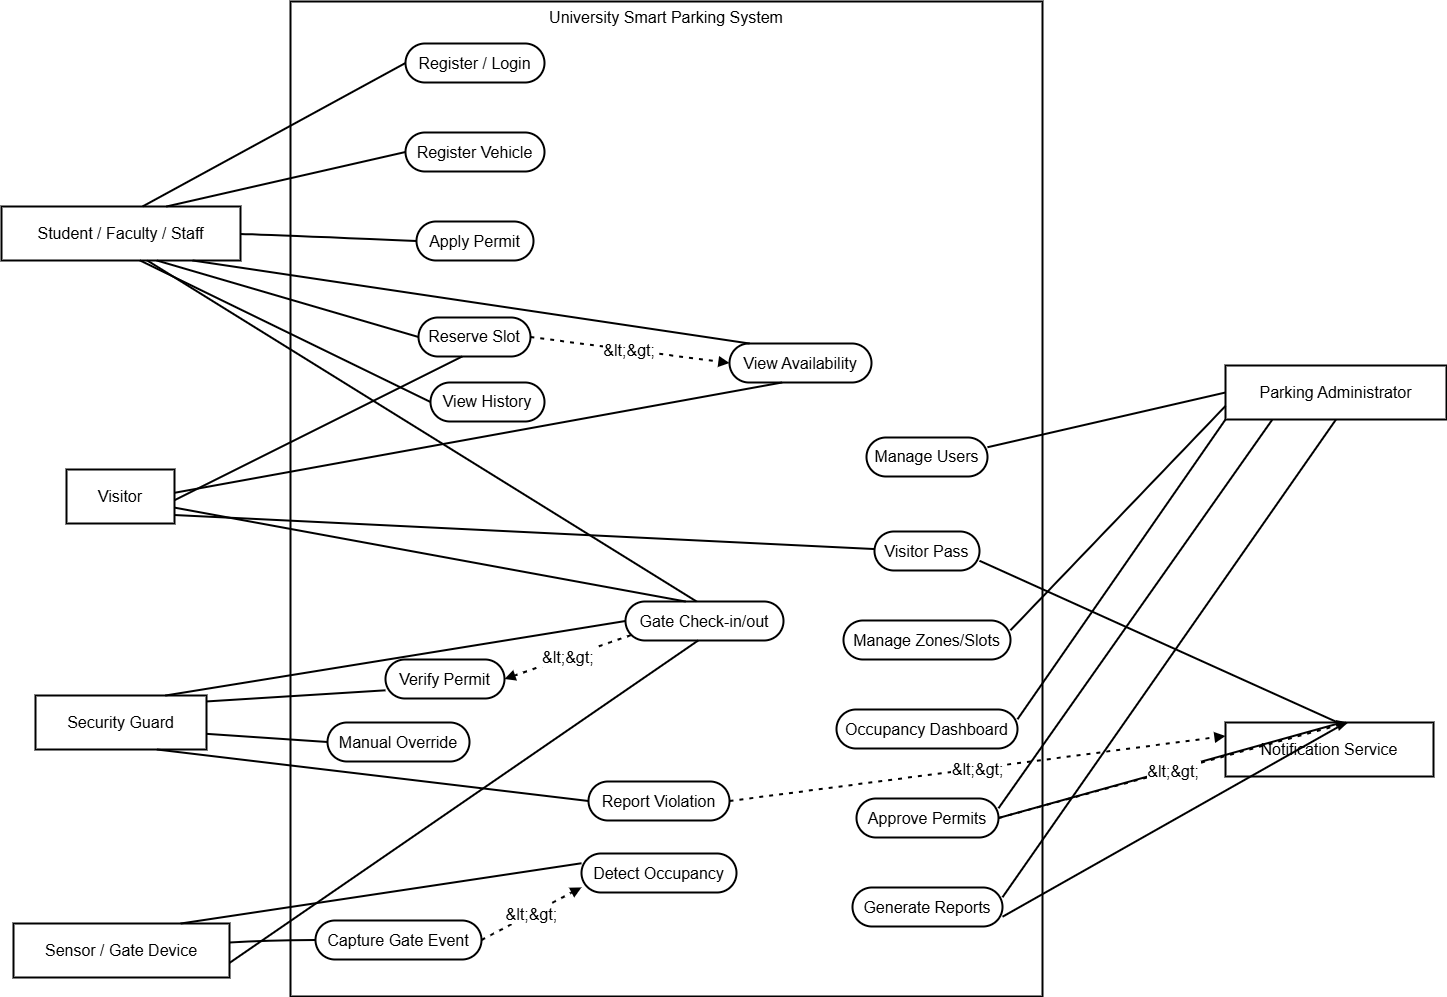 University Smart Parking System
Register / Login
Register Vehicle
Student / Faculty / Staff
Apply Permit
Reserve Slot
&lt;&gt;
View Availability
View History
Parking Administrator
Manage Users
Visitor
Visitor Pass
Gate Check-in/out
Manage Zones/Slots
&lt;&gt;
Verify Permit
Security Guard
Manual Override
Occupancy Dashboard
Notification Service
&lt;&gt;
&lt;&gt;
Report Violation
Approve Permits
Detect Occupancy
Generate Reports
&lt;&gt;
Capture Gate Event
Sensor / Gate Device